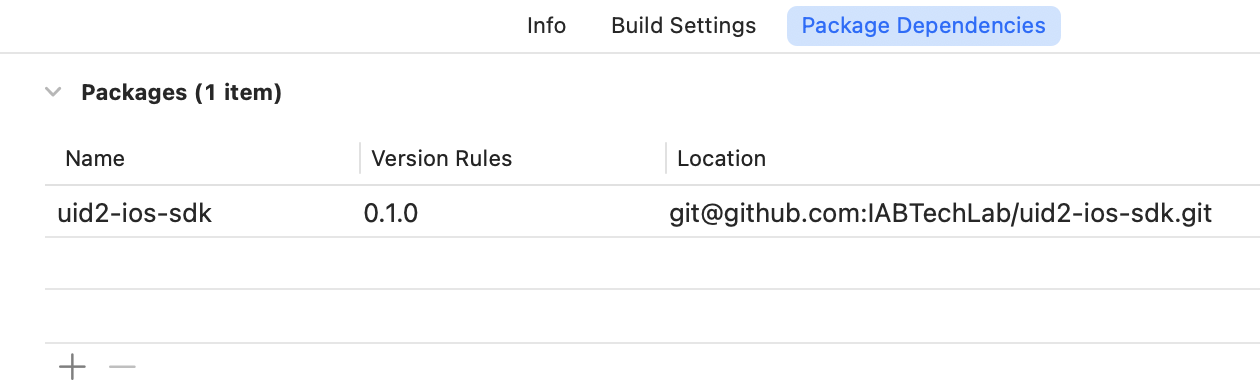 Info Build Settings Package Dependencies
Packages (1 item)
Name Version Rules Location
uid2-ios-sdk 0.1.0 git@github.com:IABTechLab/uid2-ios-sdk.git